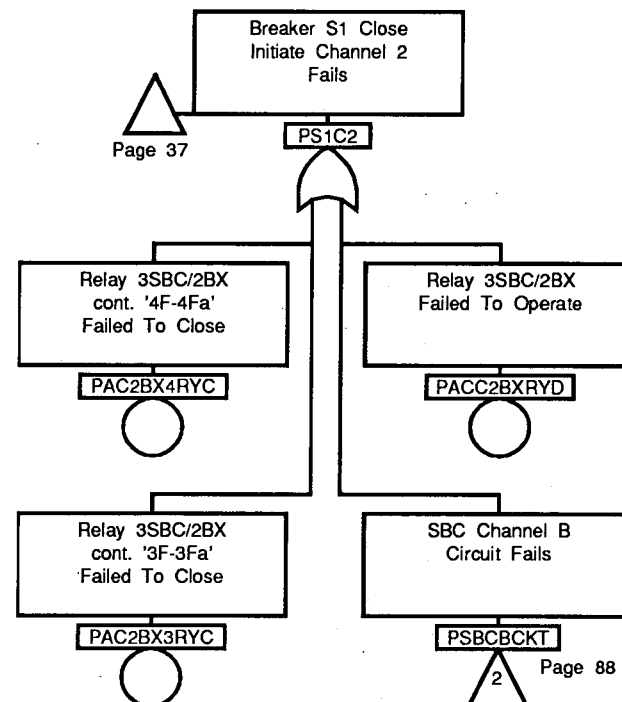 Breaker S1 Close
Initiate Channel 2
Fails
Page 37
PS1C2
Relay 3SBC/2BX
cont. '4F-4Fa'
Failed To Close
PAC2BX4RYC
Relay 3SBC/2BX
Failed To Operate
PACC2BXRYD
Relay 3SBC/2BX
cont. '3F-3Fa'
Failed To Close
PAC2BX3RYC
SBC Channel B
Circuit Fails
PSBCBCKT
2
Page 88